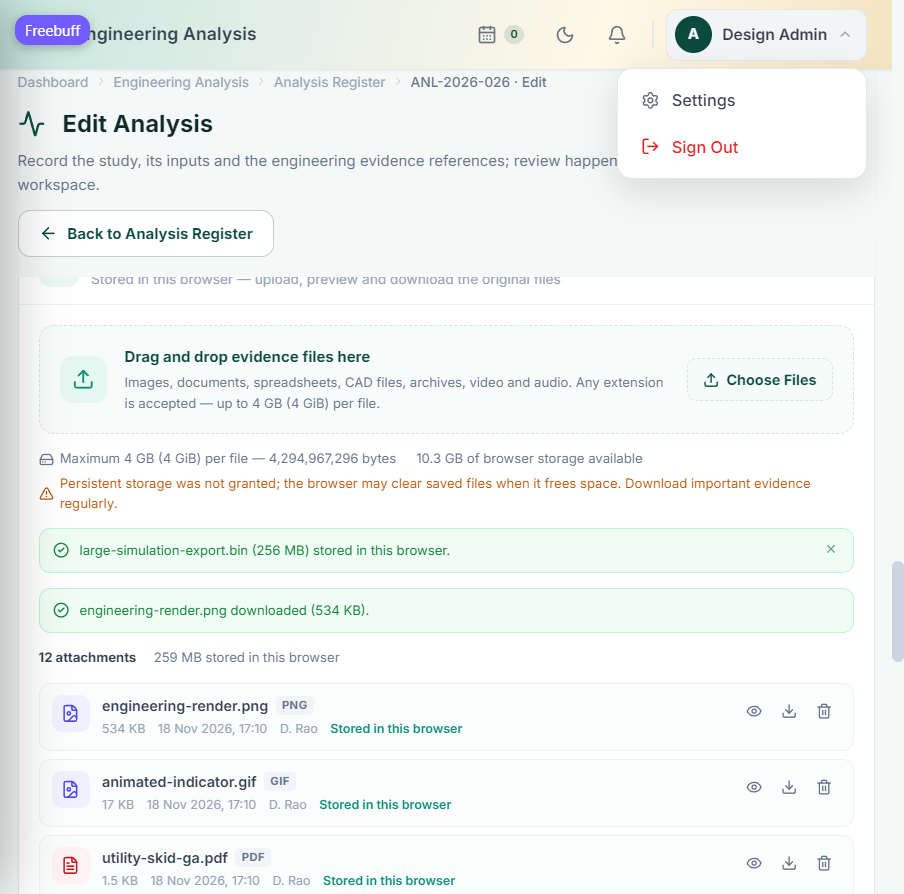 Freebuff
ngineering Analysis
0
A
Design Admin
Settings
Sign Out
Dashboard
Engineering Analysis
Analysis Register
ANL-2026-026 · Edit
Edit Analysis
Record the study, its inputs and the engineering evidence references; review happen
workspace.
Back to Analysis Register
Stored in this browser — upload, preview and download the original files
Drag and drop evidence files here
Images, documents, spreadsheets, CAD files, archives, video and audio. Any extension
is accepted — up to 4 GB (4 GiB) per file.
Choose Files
Maximum 4 GB (4 GiB) per file — 4,294,967,296 bytes
10.3 GB of browser storage available
Persistent storage was not granted; the browser may clear saved files when it frees space. Download important evidence
regularly.
large-simulation-export.bin (256 MB) stored in this browser.
engineering-render.png downloaded (534 KB).
12 attachments
259 MB stored in this browser
engineering-render.png PNG
534 KB 18 Nov 2026, 17:10 D. Rao Stored in this browser
animated-indicator.gif GIF
17 KB 18 Nov 2026, 17:10 D. Rao Stored in this browser
utility-skid-ga.pdf PDF
1.5 KB 18 Nov 2026, 17:10 D. Rao Stored in this browser